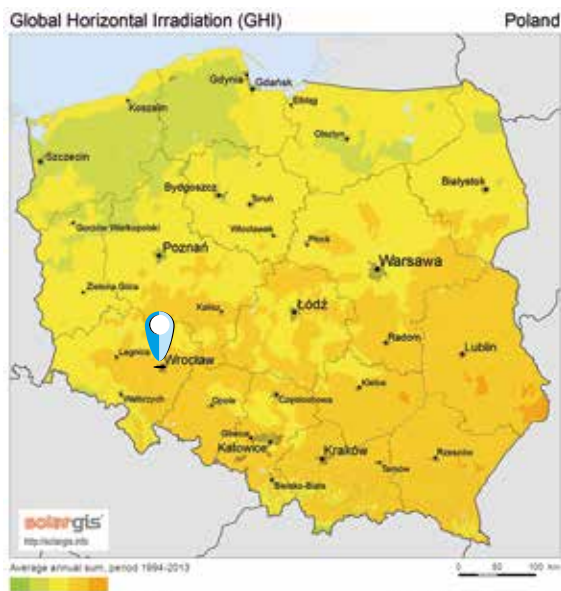 Global Horizontal Irradiation (GHI) Poland
Gdynia
Gdańsk
Koszalin
Elbląg
Olsztyn
Szczecin
Białystok
Bydgoszcz
Toruń
Gorzów Wielkopolski
Włocławek
Płock
Poznań
Warsawa
Zielona Góra
Kalisz
Łódź
Radom
Lublin
Legnica
Wrocław
Kielce
Wałbrzych
Opole
Częstochowa
Gliwice
Katowice
Kraków
Tarnów
Rzeszów
Bielsko-Biała
solargis
http://solargis.info
Average annual sum, period 1994-2013
0 50 100 km